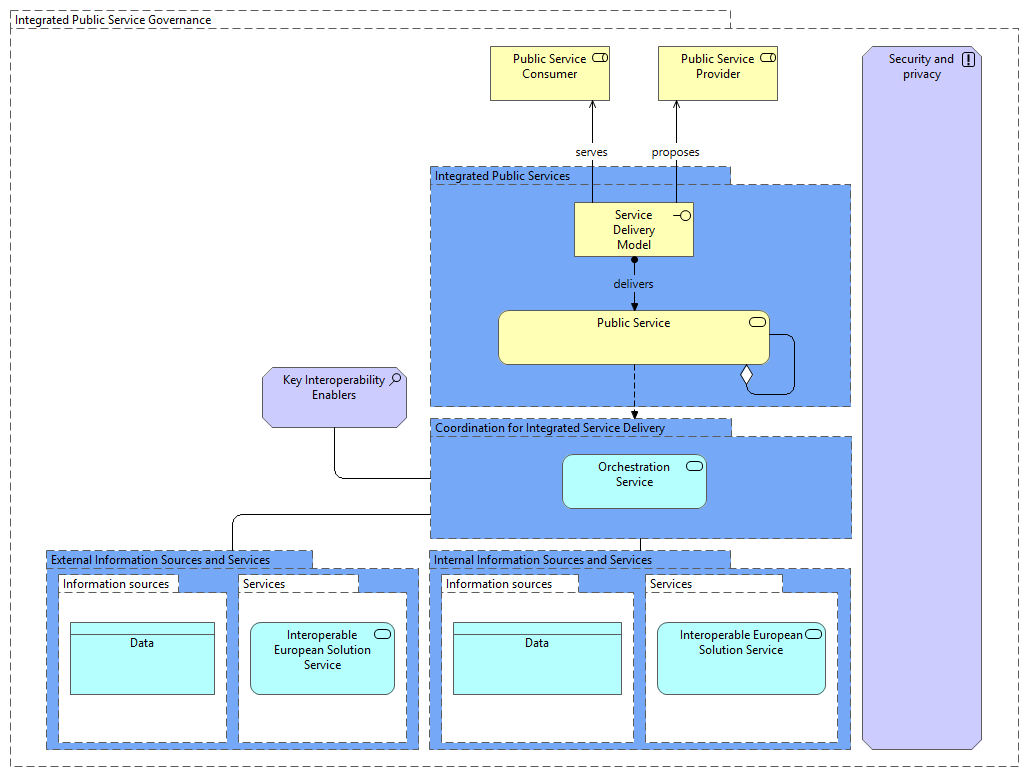 Integrated Public Service Governance
Public Service
Consumer
Public Service
Provider
Security and
privacy
serves
proposes
Integrated Public Services
Service
Delivery
Model
delivers
Public Service
Key Interoperability
Enablers
Coordination for Integrated Service Delivery
Orchestration
Service
External Information Sources and Services
Information sources
Services
Data
Interoperable
European Solution
Service
Internal Information Sources and Services
Information sources
Services
Data
Interoperable European
Solution Service